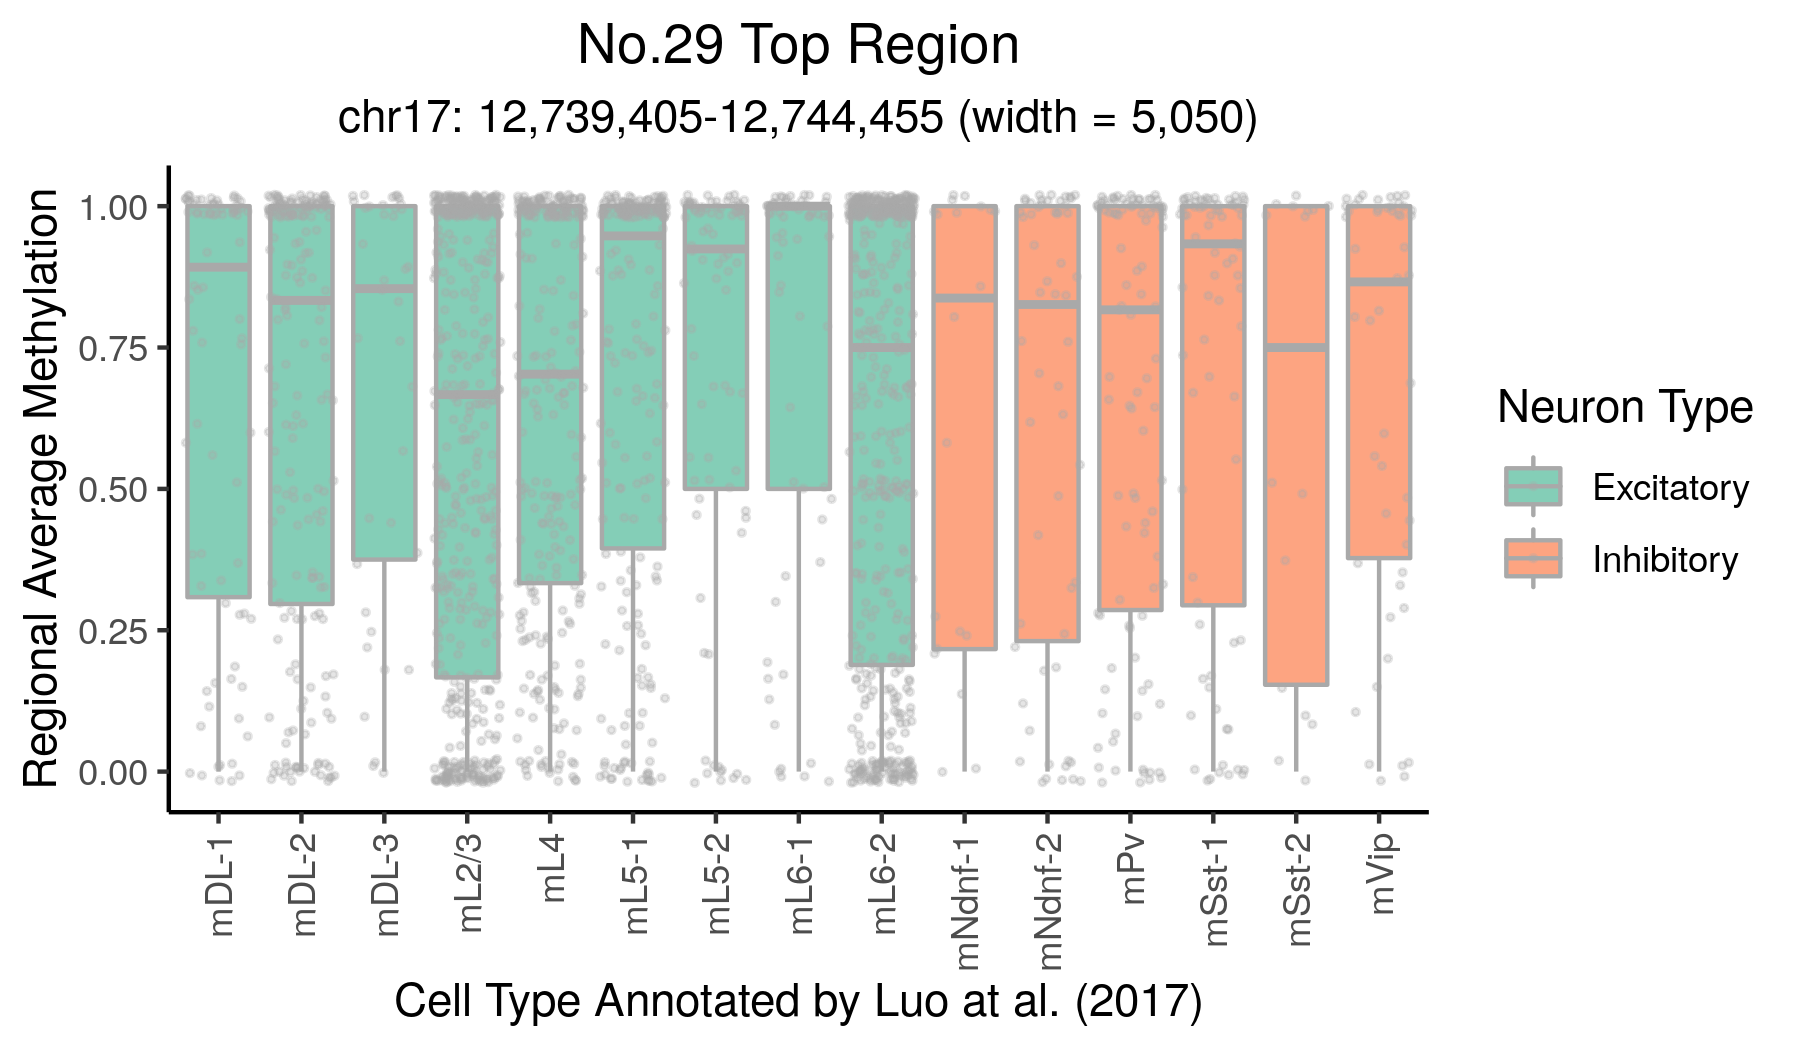 No.29 Top Region
chr17: 12,739,405-12,744,455 (width = 5,050)
Regional Average Methylation
1.00
0.75
0.50
0.25
0.00
mDL-1
mDL-2
mDL-3
mL2/3
mL4
mL5-1
mL5-2
mL6-1
mL6-2
mNdnf-1
mNdnf-2
mPv
mSst-1
mSst-2
mVip
Cell Type Annotated by Luo at al. (2017)
Neuron Type
Excitatory
Inhibitory